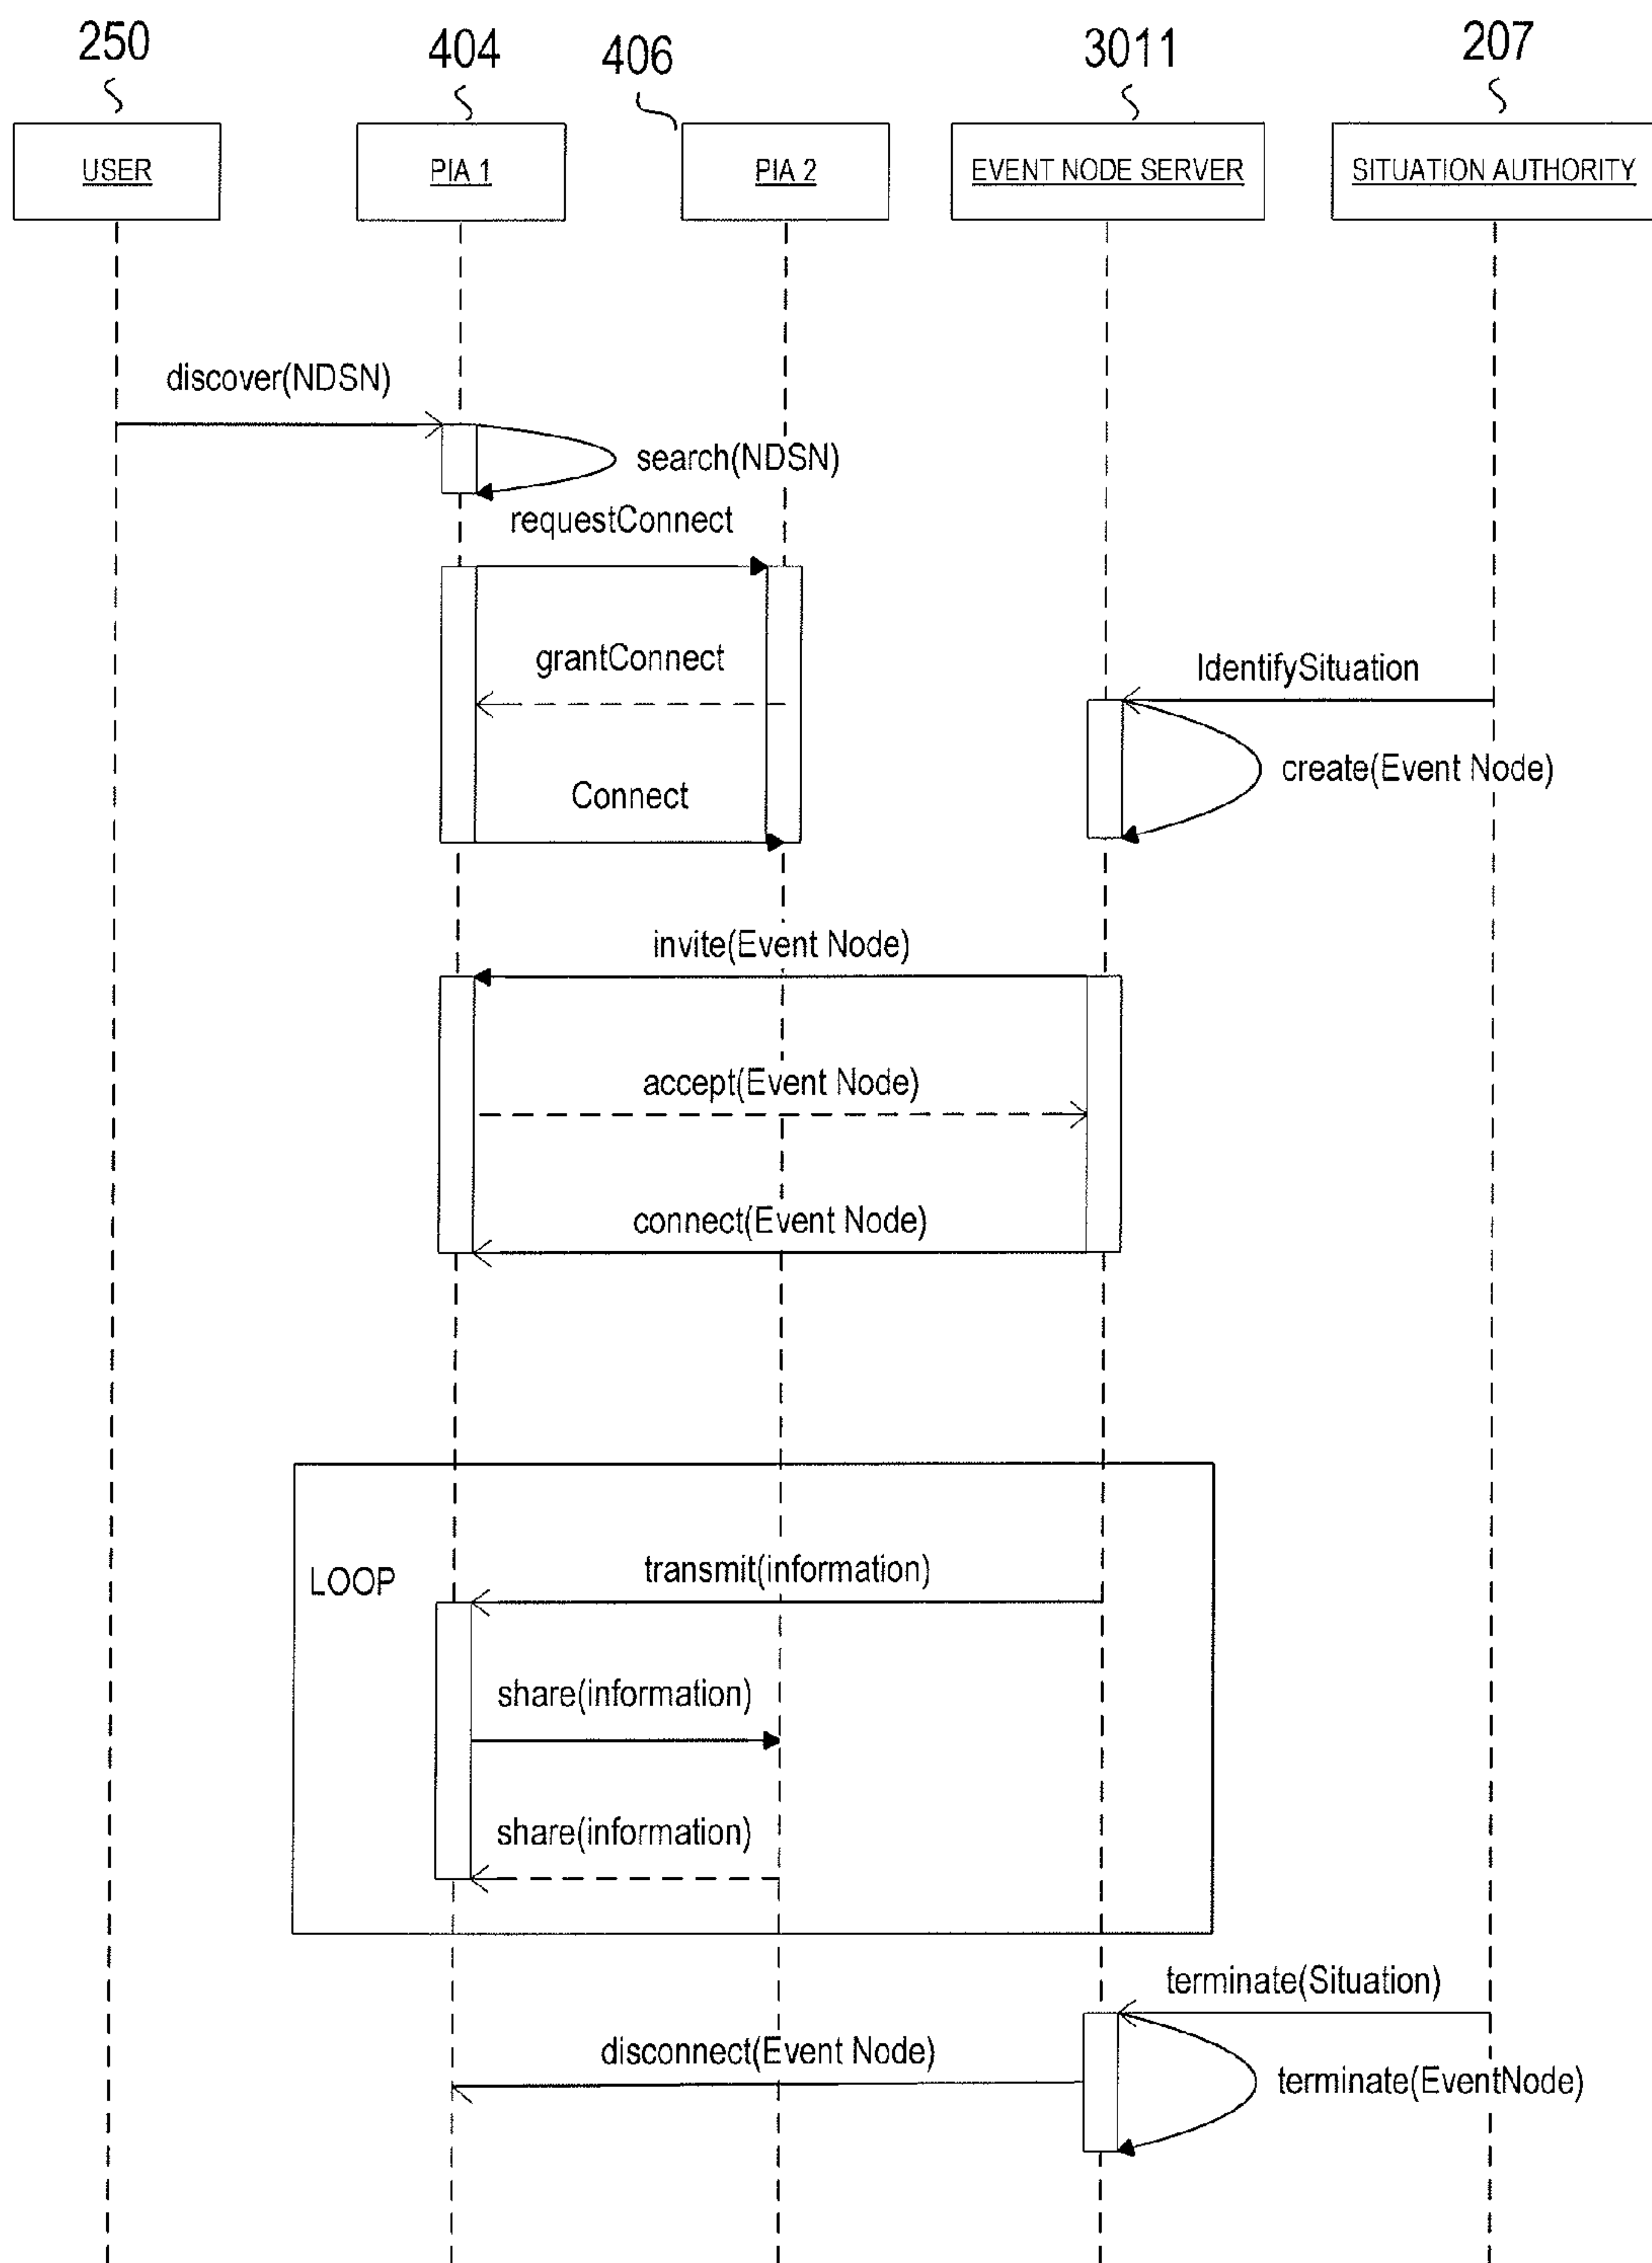 250
404
406
3011
207
USER
PIA 1
PIA 2
EVENT NODE SERVER
SITUATION AUTHORITY
discover(NDSN)
search(NDSN)
requestConnect
grantConnect
IdentifySituation
create(Event Node)
Connect
invite(Event Node)
accept(Event Node)
connect(Event Node)
LOOP
transmit(information)
share(information)
share(information)
terminate(Situation)
disconnect(Event Node)
terminate(EventNode)